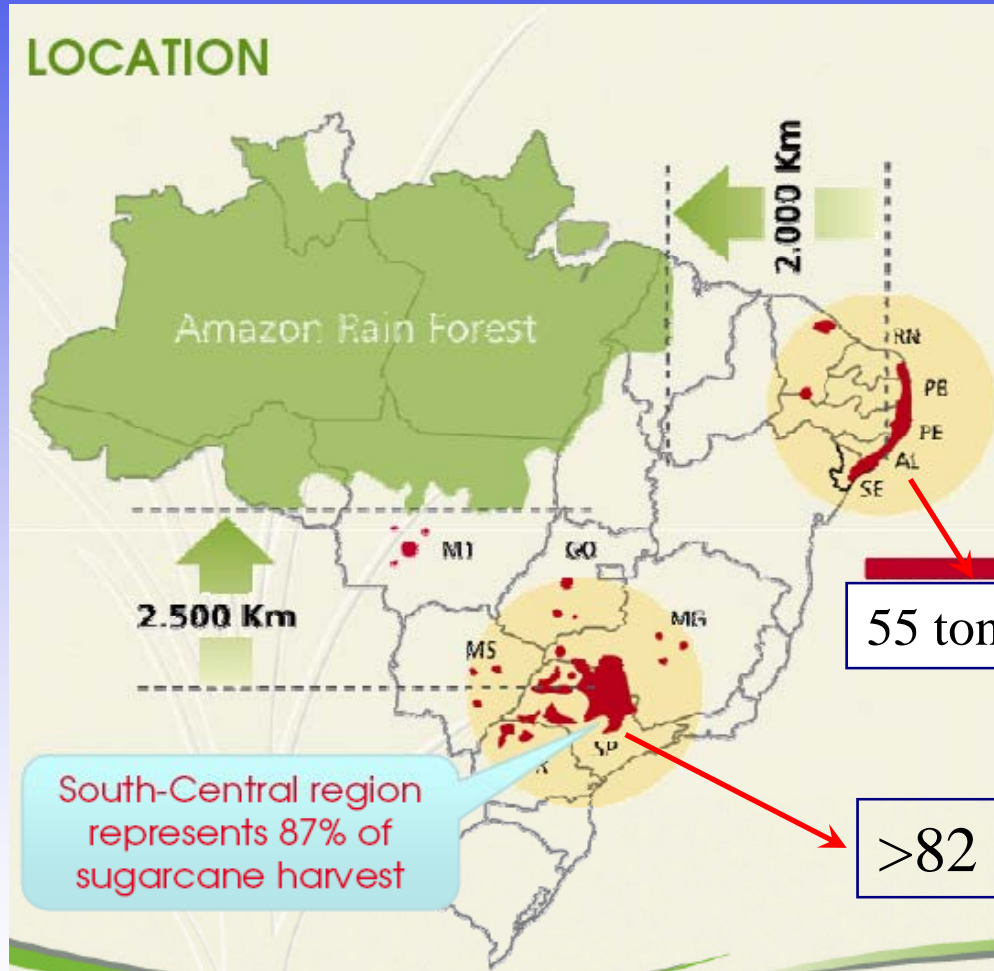 LOCATION
2.000 Km
Amazon Rain Forest
RN
PB
PE
AL
SE
MT
GO
2.500 Km
MG
MS
55 ton
SP
South-Central region
represents 87% of
sugarcane harvest
>82